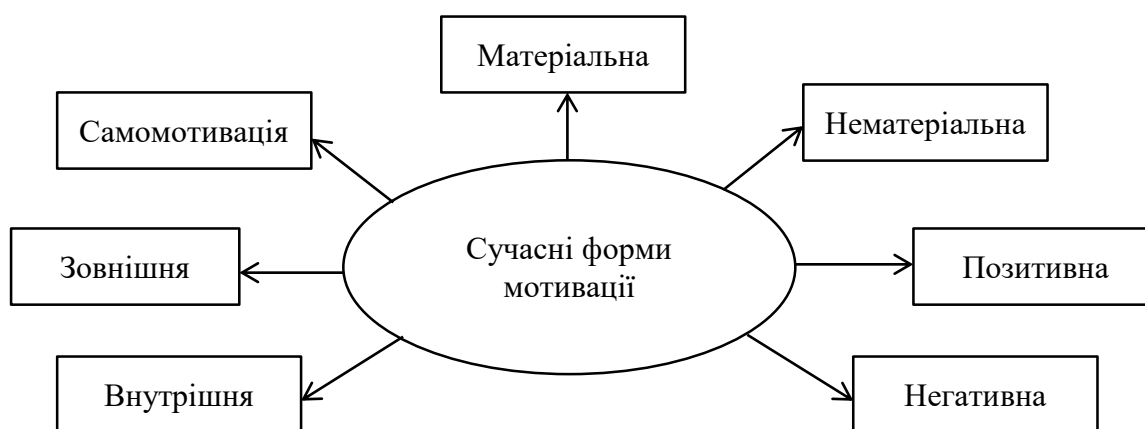 Матеріальна
Самомотивація
Нематеріальна
Зовнішня
Сучасні форми
мотивації
Позитивна
Внутрішня
Негативна